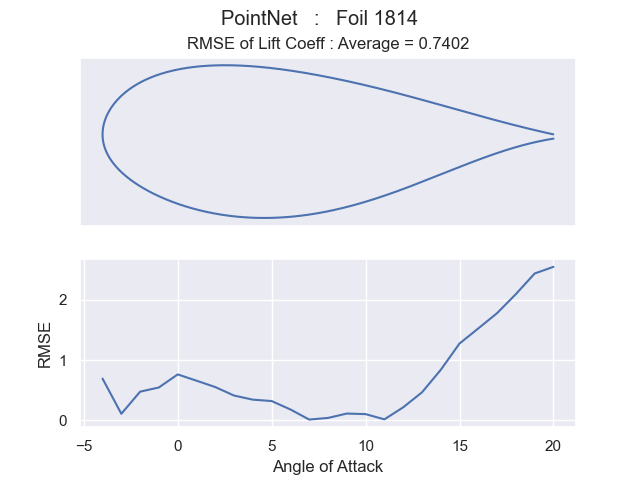 PointNet : Foil 1814
RMSE of Lift Coeff : Average = 0.7402
RMSE
2
1
0
−5 0 5 10 15 20
Angle of Attack